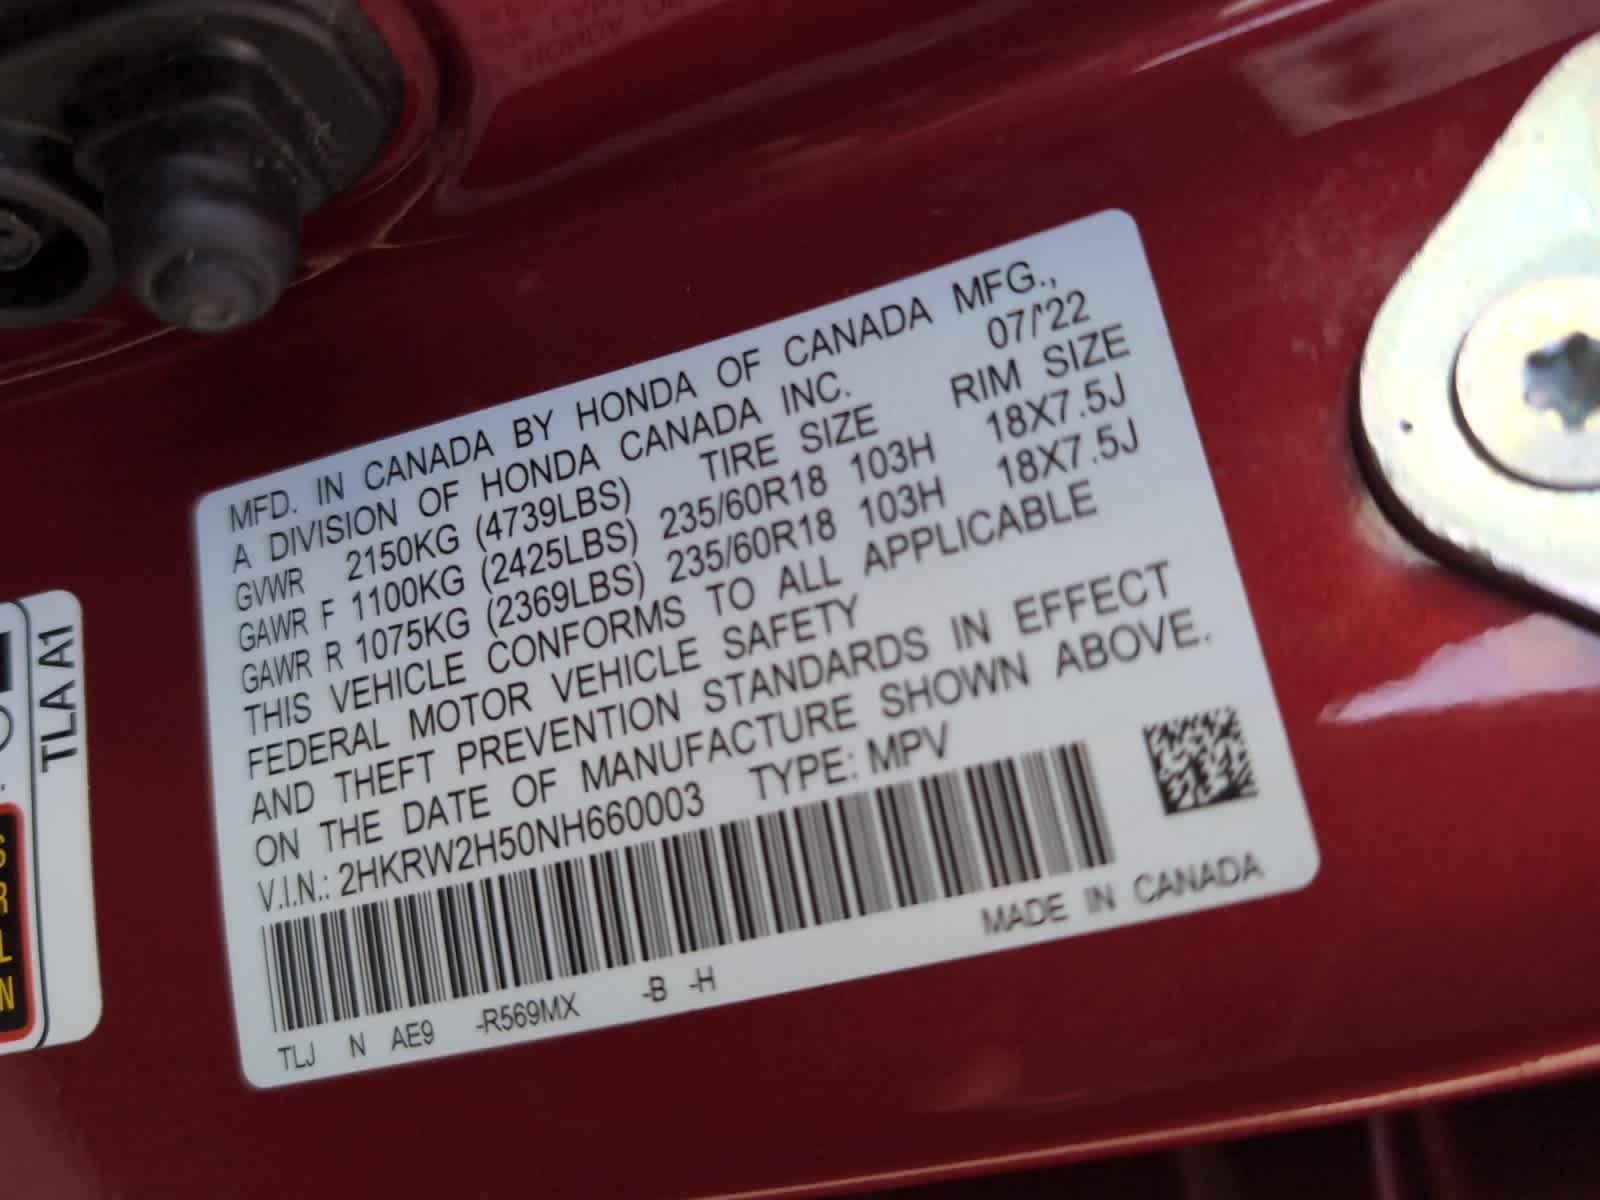 MFD. IN CANADA BY HONDA OF CANADA MFG.,
A DIVISION OF HONDA CANADA INC. 07/'22
GVWR 2150KG (4739LBS) TIRE SIZE RIM SIZE
GAWR F 1100KG (2425LBS) 235/60R18 103H 18X7.5J
GAWR R 1075KG (2369LBS) 235/60R18 103H 18X7.5J
THIS VEHICLE CONFORMS TO ALL APPLICABLE
FEDERAL MOTOR VEHICLE SAFETY
AND THEFT PREVENTION STANDARDS IN EFFECT
ON THE DATE OF MANUFACTURE SHOWN ABOVE.
V.I.N.: 2HKRW2H50NH660003 TYPE: MPV
MADE IN CANADA
TLJ N AE9 -R569MX -B -H
TLA A1